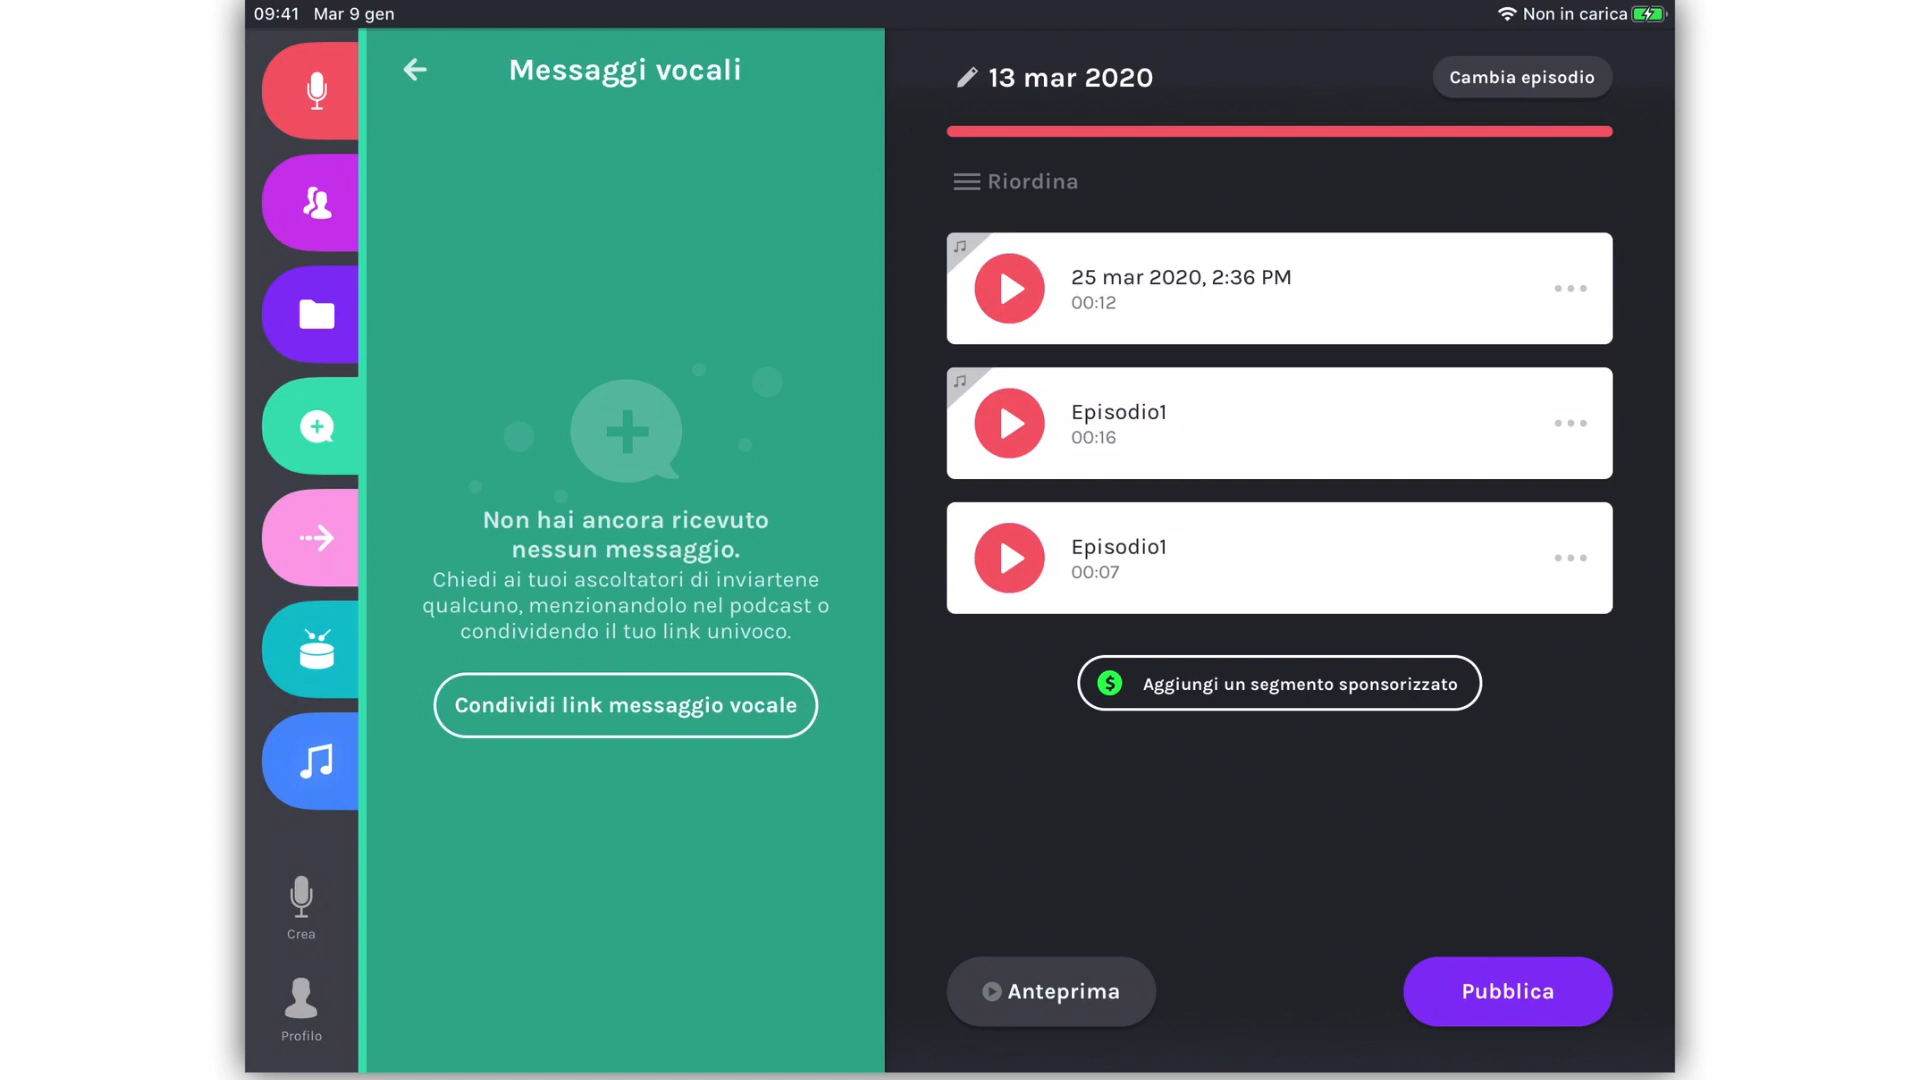 09:41 Mar 9 gen
Non in carica
Messaggi vocali
Non hai ancora ricevuto
nessun messaggio.
Chiedi ai tuoi ascoltatori di inviartene
qualcuno, menzionandolo nel podcast o
condividendo il tuo link univoco.
Condividi link messaggio vocale
Crea
Profilo
13 mar 2020
Cambia episodio
Riordina
25 mar 2020, 2:36 PM
00:12
Episodio1
00:16
Episodio1
00:07
$ Aggiungi un segmento sponsorizzato
Anteprima
Pubblica